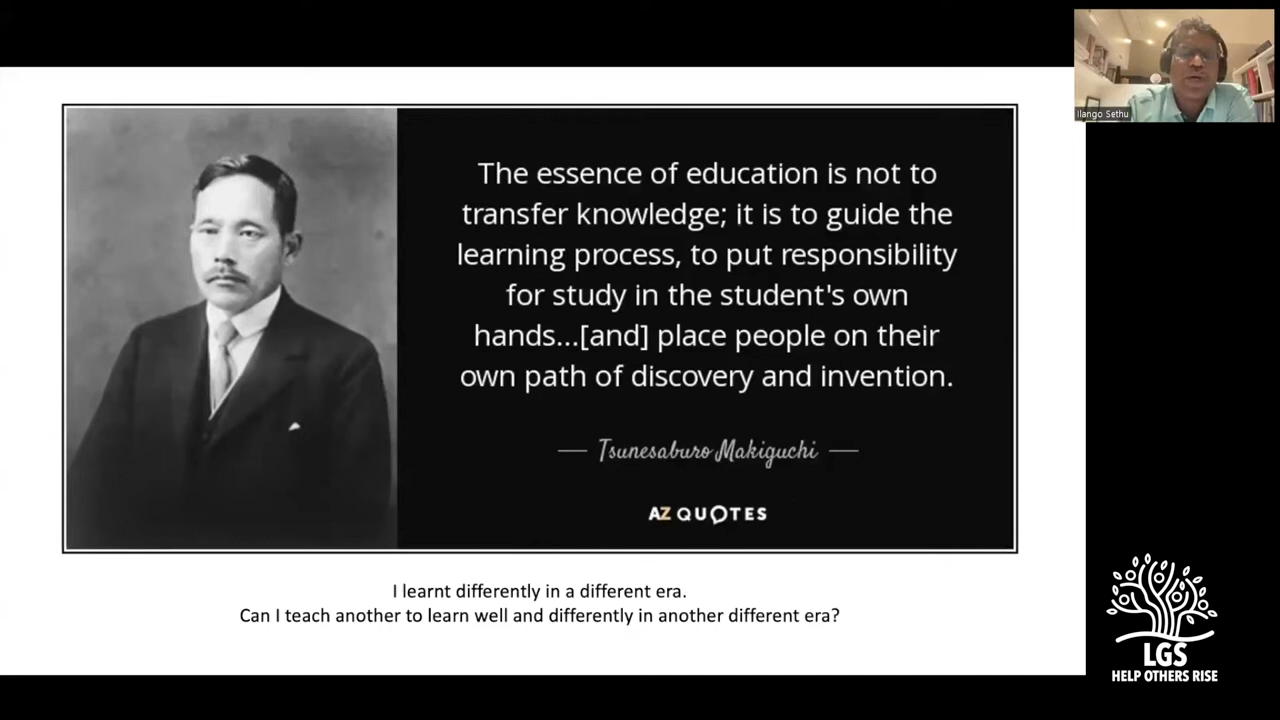 Ilango Sethu
The essence of education is not to
transfer knowledge; it is to guide the
learning process, to put responsibility
for study in the student's own
hands...[and] place people on their
own path of discovery and invention.
Tsunesaburo Makiguchi
AZ QUOTES
I learnt differently in a different era.
Can I teach another to learn well and differently in another different era?
LGS
HELP OTHERS RISE